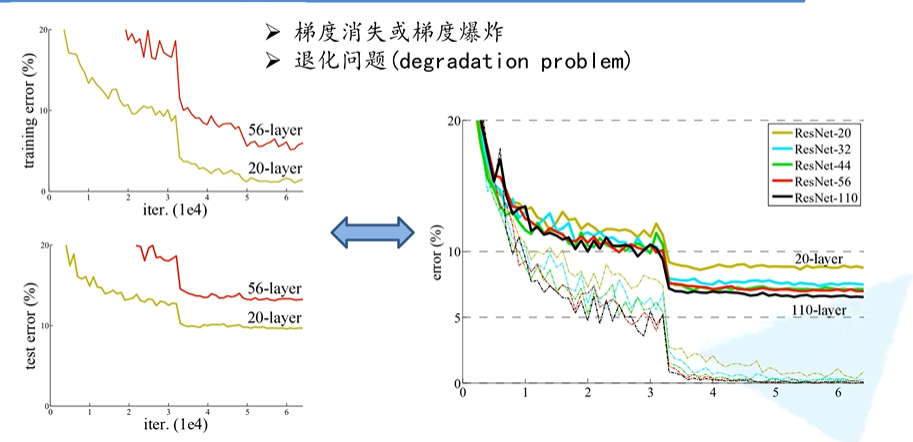 ➢ 梯度消失或梯度爆炸
➢ 退化问题(degradation problem)
20
10
0
training error (%)
56-layer
20-layer
0 1 2 3 4 5 6
iter. (1e4)
20
10
0
test error (%)
56-layer
20-layer
0 1 2 3 4 5 6
iter. (1e4)
20
10
5
0
error (%)
ResNet-20
ResNet-32
ResNet-44
ResNet-56
ResNet-110
20-layer
110-layer
0 1 2 3 4 5 6